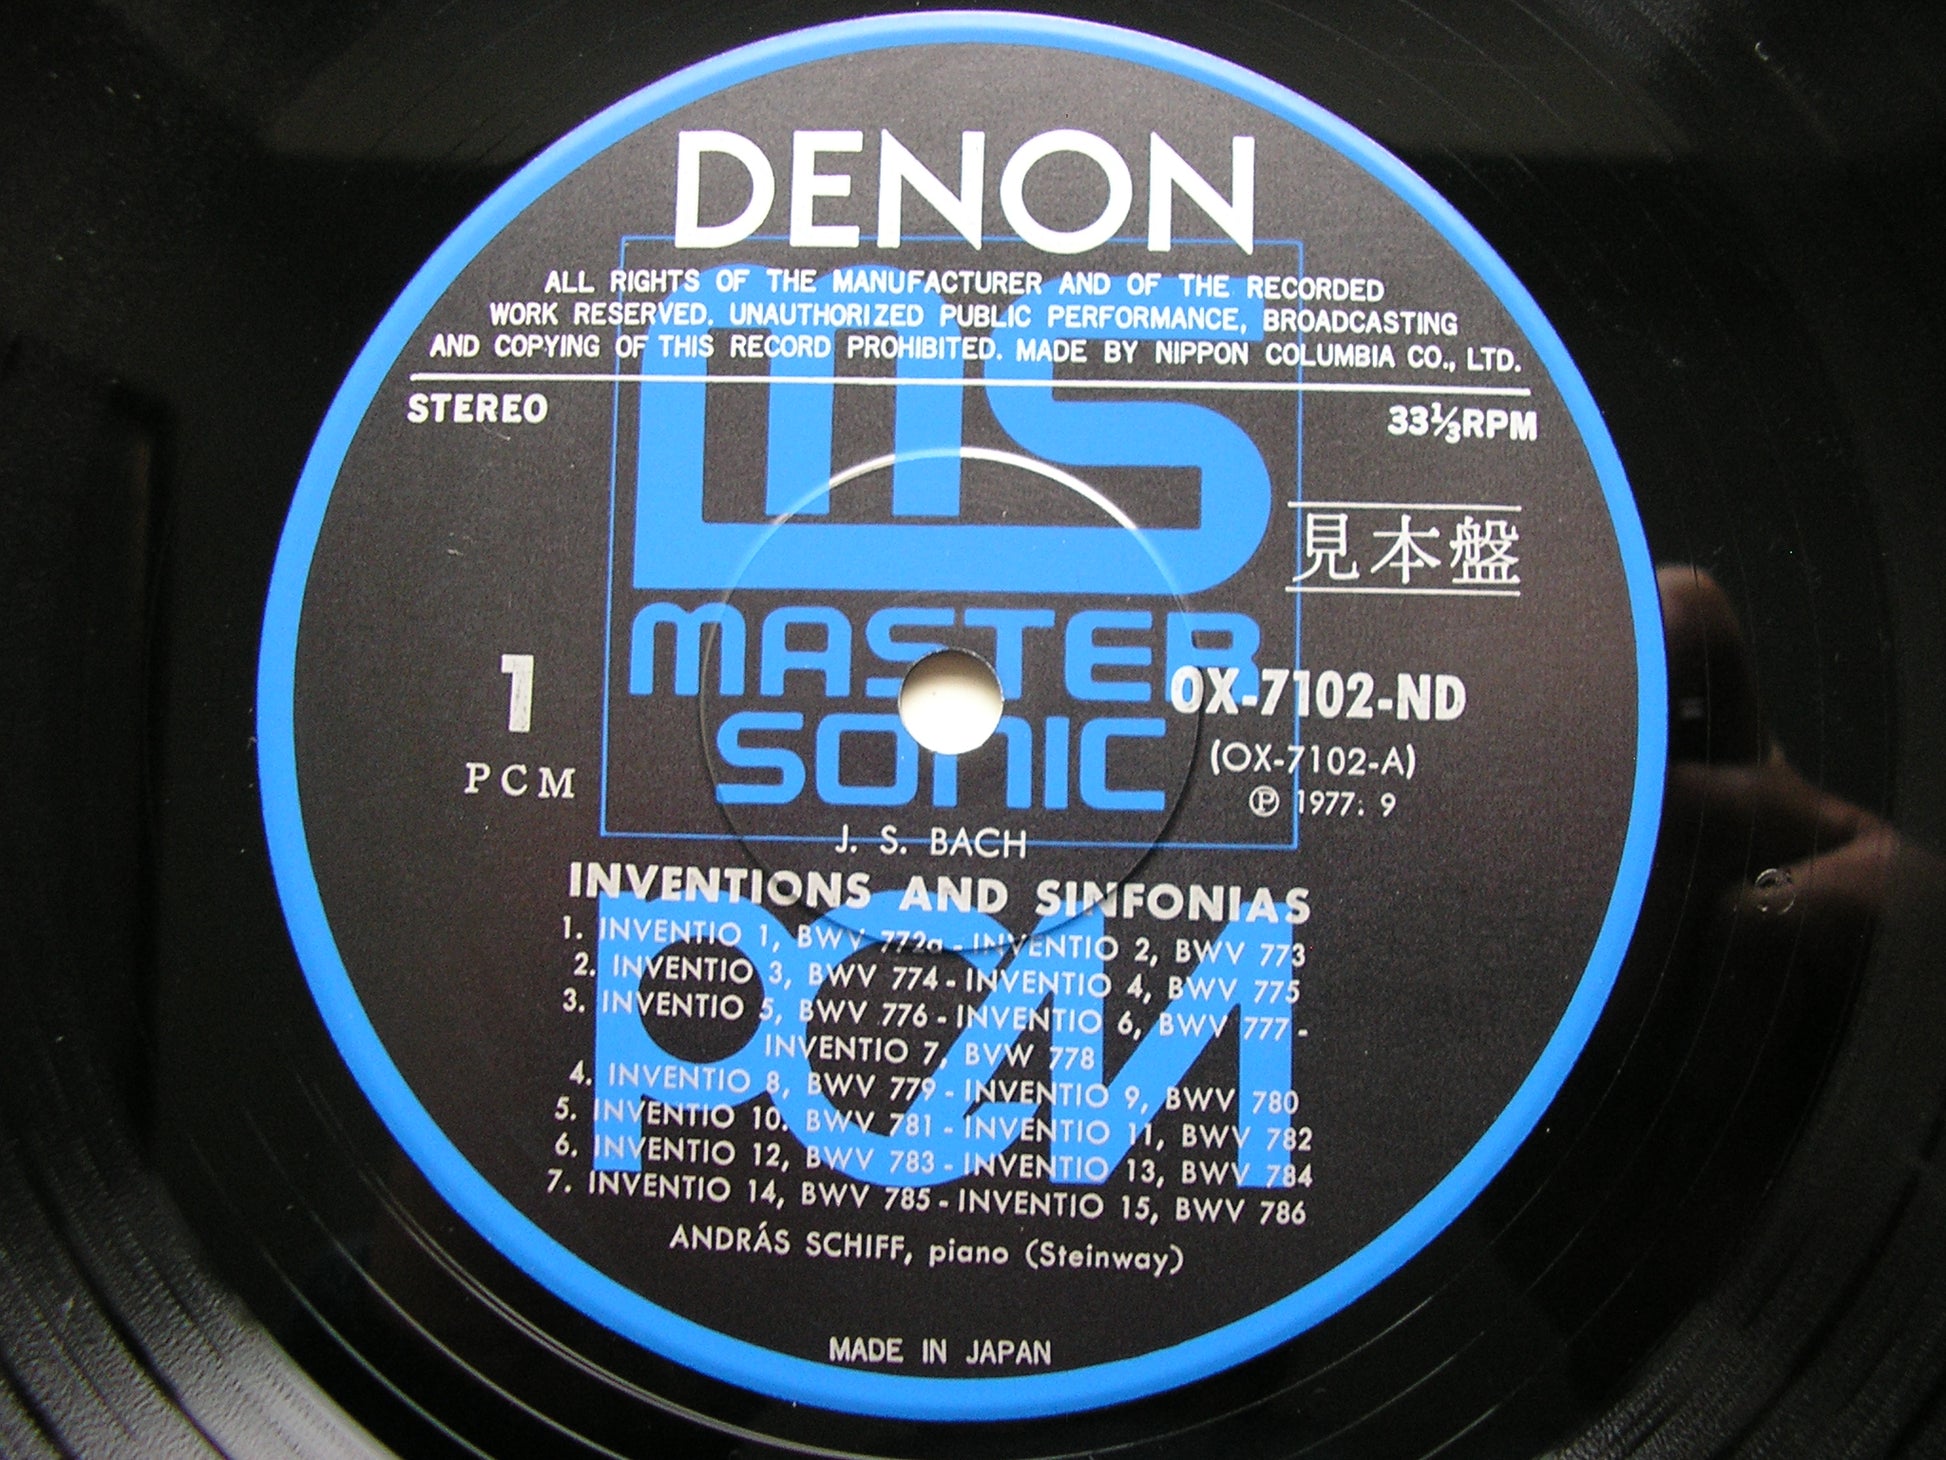 DENON
ALL RIGHTS OF THE MANUFACTURER AND OF THE RECORDED
WORK RESERVED. UNAUTHORIZED PUBLIC PERFORMANCE, BROADCASTING
AND COPYING OF THIS RECORD PROHIBITED. MADE BY NIPPON COLUMBIA CO., LTD.
STEREO
33⅓RPM
ms
見本盤
MASTER
SONIC
1
PCM
OX-7102-ND
(OX-7102-A)
Ⓟ 1977. 9
J. S. BACH
INVENTIONS AND SINFONIAS
PCM
1. INVENTIO 1, BWV 772a - INVENTIO 2, BWV 773
2. INVENTIO 3, BWV 774 - INVENTIO 4, BWV 775
3. INVENTIO 5, BWV 776 - INVENTIO 6, BWV 777 -
INVENTIO 7, BVW 778
4. INVENTIO 8, BWV 779 - INVENTIO 9, BWV 780
5. INVENTIO 10. BWV 781 - INVENTIO 11, BWV 782
6. INVENTIO 12, BWV 783 - INVENTIO 13, BWV 784
7. INVENTIO 14, BWV 785 - INVENTIO 15, BWV 786
ANDRÁS SCHIFF, piano (Steinway)
MADE IN JAPAN